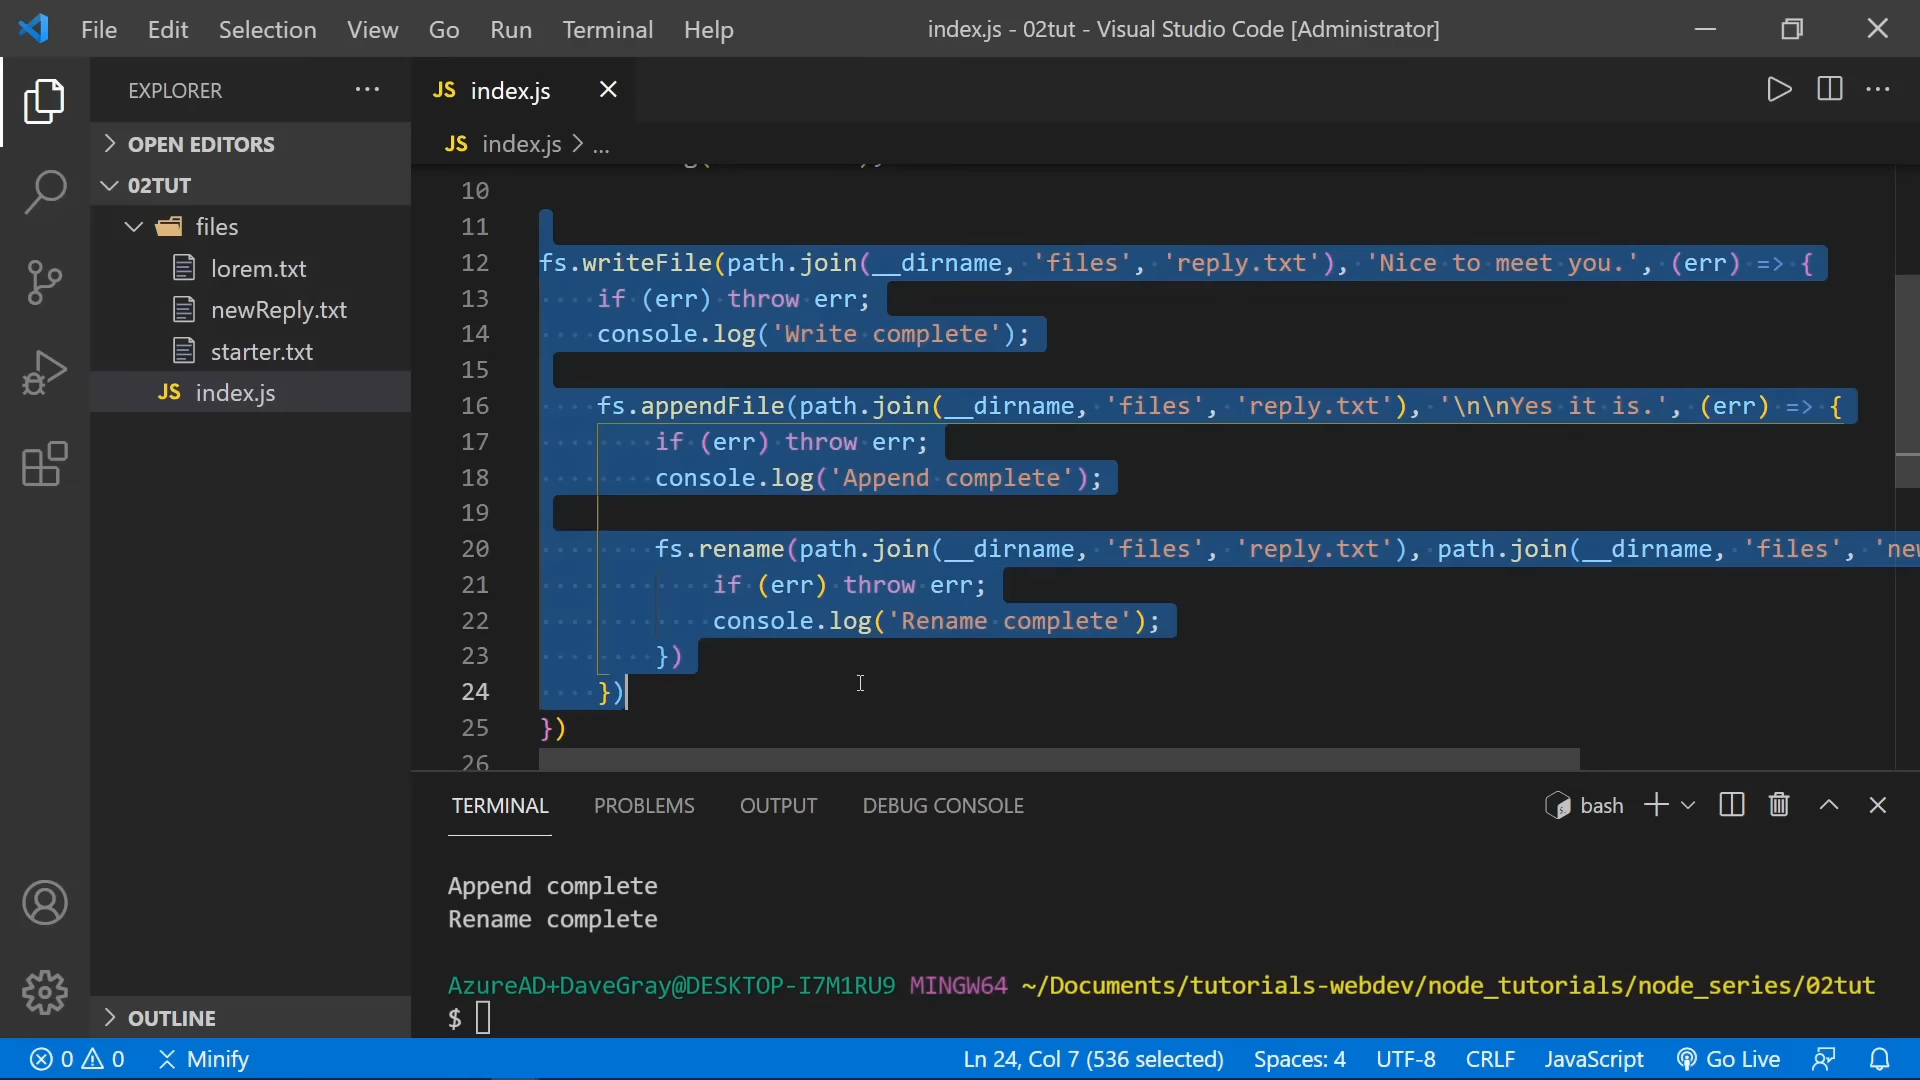 File Edit Selection View Go Run Terminal Help index.js - 02tut - Visual Studio Code [Administrator]
EXPLORER
OPEN EDITORS
02TUT
files
lorem.txt
newReply.txt
starter.txt
JS index.js
OUTLINE
JS index.js
JS index.js > ...
10
11
12 fs.writeFile(path.join(__dirname, 'files', 'reply.txt'), 'Nice to meet you.', (err) => {
13 if (err) throw err;
14 console.log('Write complete');
15
16 fs.appendFile(path.join(__dirname, 'files', 'reply.txt'), '\n\nYes it is.', (err) => {
17 if (err) throw err;
18 console.log('Append complete');
19
20 fs.rename(path.join(__dirname, 'files', 'reply.txt'), path.join(__dirname, 'files', 'new
21 if (err) throw err;
22 console.log('Rename complete');
23 })
24 })
25 })
26
TERMINAL PROBLEMS OUTPUT DEBUG CONSOLE bash
Append complete
Rename complete
AzureAD+DaveGray@DESKTOP-I7M1RU9 MINGW64 ~/Documents/tutorials-webdev/node_tutorials/node_series/02tut
$
0 0 Minify Ln 24, Col 7 (536 selected) Spaces: 4 UTF-8 CRLF JavaScript Go Live